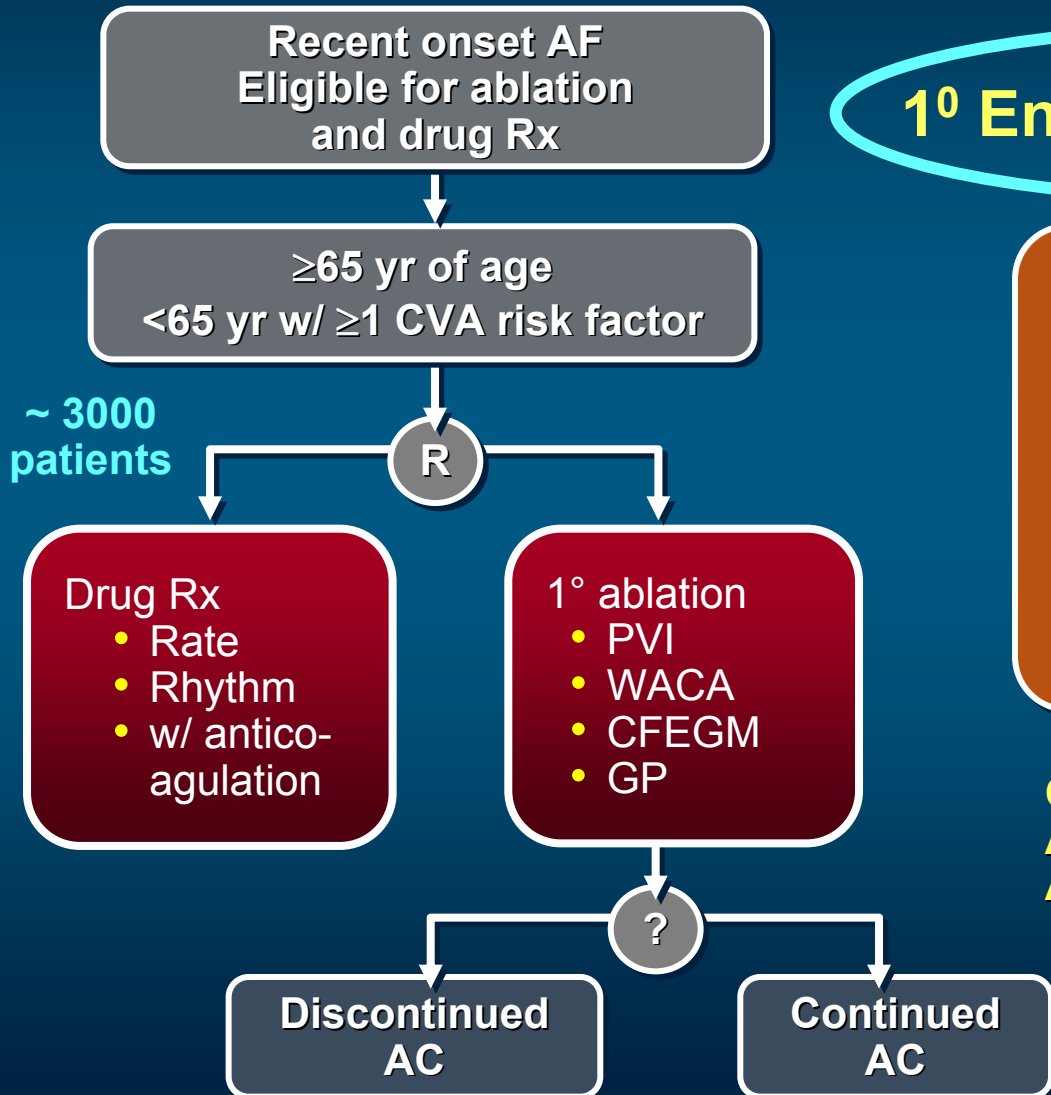 Recent onset AF
Eligible for ablation
and drug Rx
1⁰
≥65 yr of age
<65 yr w/ ≥1 CVA risk factor
~ 3000
patients
R
Drug Rx
• Rate
• Rhythm
• w/ antico-
agulation
1° ablation
• PVI
• WACA
• CFEGM
• GP
?
Discontinued
AC
Continued
AC